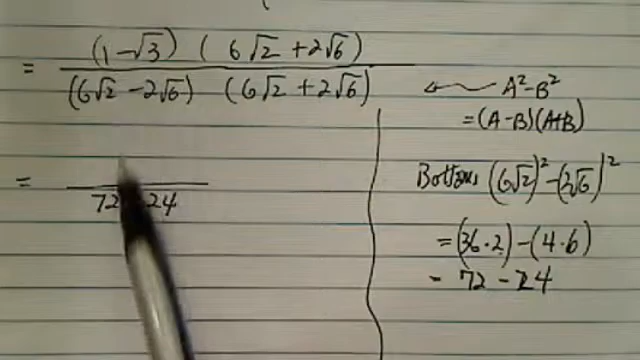 = (1-√3) (6√2+2√6)
(6√2-2√6) (6√2+2√6)
← A²-B²
=(A-B)(A+B)
Bottom (6√2)²-(2√6)²
=(36·2)-(4·6)
- 72-24
=
72 24